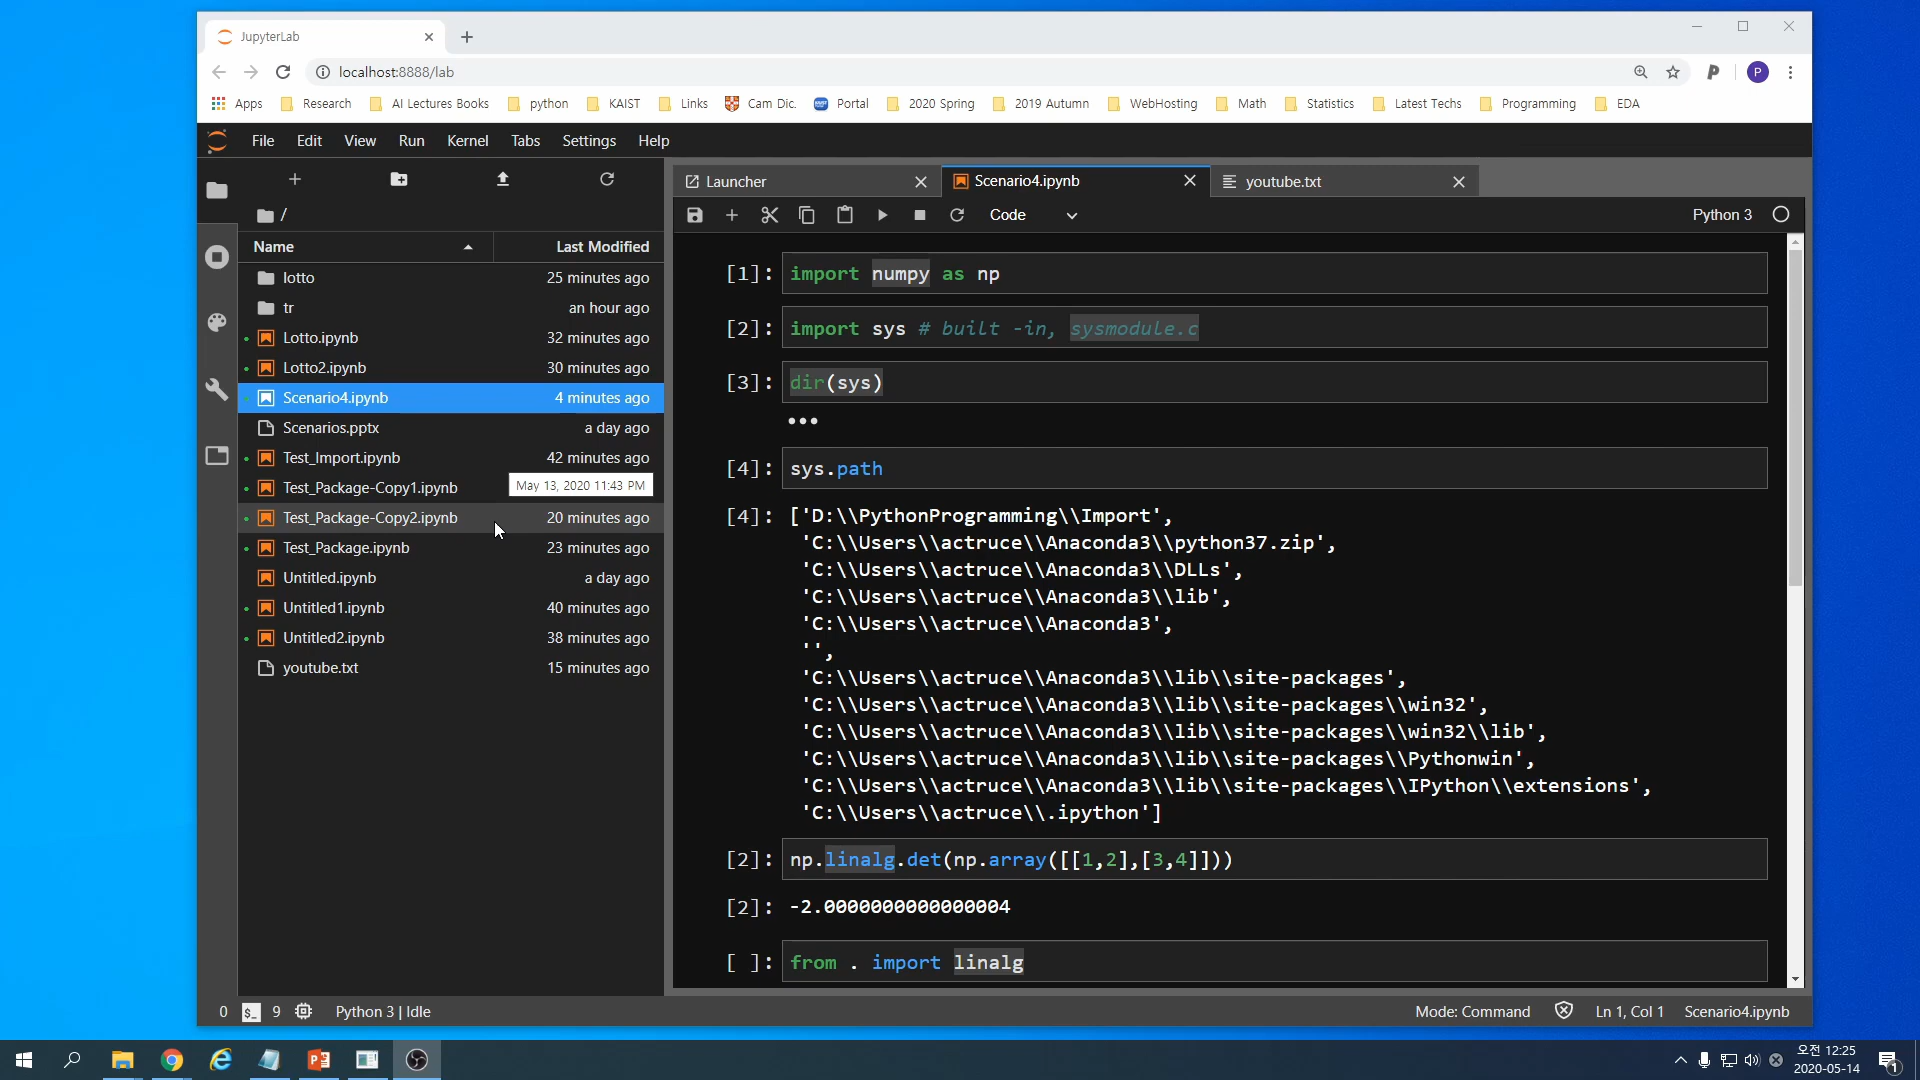 JupyterLab
localhost:8888/lab
P
Apps Research AI Lectures Books python KAIST Links Cam Dic. Portal 2020 Spring 2019 Autumn WebHosting Math Statistics Latest Techs Programming EDA
File Edit View Run Kernel Tabs Settings Help
Launcher Scenario4.ipynb youtube.txt
Code Python 3
/
Name Last Modified
lotto 25 minutes ago
tr an hour ago
Lotto.ipynb 32 minutes ago
Lotto2.ipynb 30 minutes ago
Scenario4.ipynb 4 minutes ago
Scenarios.pptx a day ago
Test_Import.ipynb 42 minutes ago
Test_Package-Copy1.ipynb
May 13, 2020 11:43 PM
Test_Package-Copy2.ipynb 20 minutes ago
Test_Package.ipynb 23 minutes ago
Untitled.ipynb a day ago
Untitled1.ipynb 40 minutes ago
Untitled2.ipynb 38 minutes ago
youtube.txt 15 minutes ago
[1]: import numpy as np
[2]: import sys # built -in, sysmodule.c
[3]: dir(sys)
•••
[4]: sys.path
[4]: ['D:\\PythonProgramming\\Import',
'C:\\Users\\actruce\\Anaconda3\\python37.zip',
'C:\\Users\\actruce\\Anaconda3\\DLLs',
'C:\\Users\\actruce\\Anaconda3\\lib',
'C:\\Users\\actruce\\Anaconda3',
'',
'C:\\Users\\actruce\\Anaconda3\\lib\\site-packages',
'C:\\Users\\actruce\\Anaconda3\\lib\\site-packages\\win32',
'C:\\Users\\actruce\\Anaconda3\\lib\\site-packages\\win32\\lib',
'C:\\Users\\actruce\\Anaconda3\\lib\\site-packages\\Pythonwin',
'C:\\Users\\actruce\\Anaconda3\\lib\\site-packages\\IPython\\extensions',
'C:\\Users\\actruce\\.ipython']
[2]: np.linalg.det(np.array([[1,2],[3,4]]))
[2]: -2.0000000000000004
[ ]: from . import linalg
0 $_ 9 Python 3 | Idle Mode: Command Ln 1, Col 1 Scenario4.ipynb
오전 12:25
2020-05-14
1